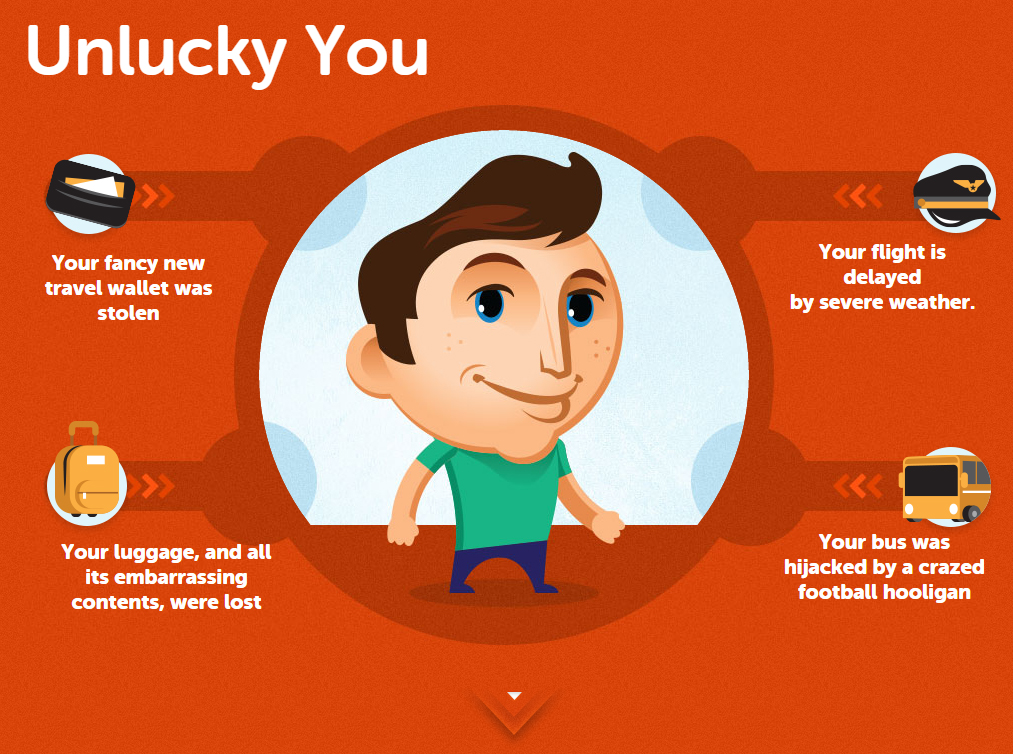 Unlucky You
Your fancy new
travel wallet was
stolen
Your flight is
delayed
by severe weather.
Your luggage, and all
its embarrassing
contents, were lost
Your bus was
hijacked by a crazed
football hooligan